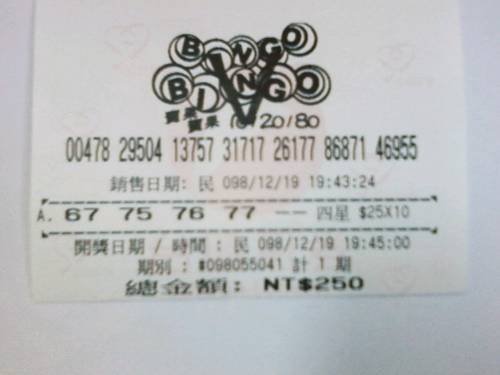 BINGO
BINGO
賓果
賓果 20/80
00478 29504 13757 31717 26177 86871 46955
銷售日期: 民 098/12/19 19:43:24
A. 67 75 76 77 -- 四星 $25X10
開獎日期 / 時間 : 民 098/12/19 19:45:00
期別 : #098055041 計 1 期
總金額: NT$250